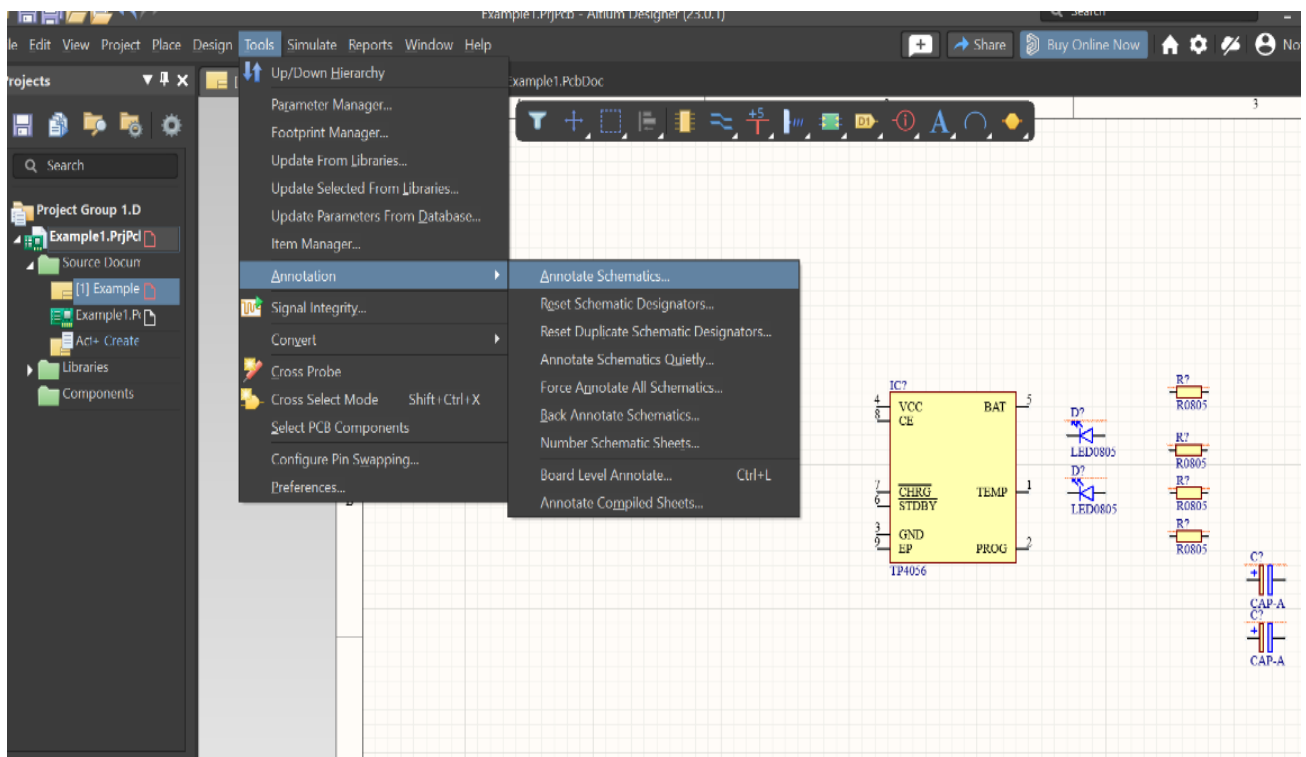 Example1.PrjPcb - Altium Designer (23.0.1)
Search
le Edit View Project Place Design Tools Simulate Reports Window Help
Share
Buy Online Now
No
rojects
Example1.PcbDoc
Search
Project Group 1.D
Example1.PrjPcl
Source Docum
[1] Example
Example1.Pc
Act+ Create
Libraries
Components
Up/Down Hierarchy
Parameter Manager...
Footprint Manager...
Update From Libraries...
Update Selected From Libraries...
Update Parameters From Database...
Item Manager...
Annotation
Signal Integrity...
Convert
Cross Probe
Cross Select Mode Shift+Ctrl+X
Select PCB Components
Configure Pin Swapping...
Preferences...
Annotate Schematics...
Reset Schematic Designators...
Reset Duplicate Schematic Designators...
Annotate Schematics Quietly...
Force Annotate All Schematics...
Back Annotate Schematics...
Number Schematic Sheets...
Board Level Annotate... Ctrl+L
Annotate Compiled Sheets...
+5
D1
A
3
IC?
4 VCC BAT 5
8 CE
7 CHRG TEMP 1
6 STDBY
3 GND
9 EP PROG 2
TP4056
D?
LED0805
D?
LED0805
R?
R0805
R?
R0805
R?
R0805
R?
R0805
C?
+
CAP-A
C?
+
CAP-A